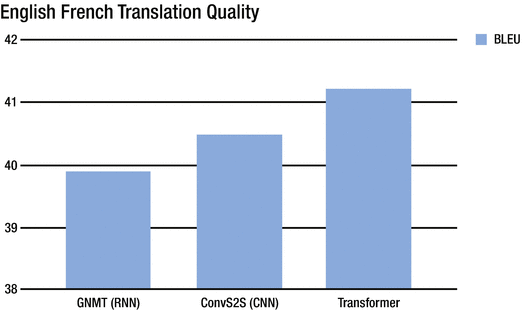 English French Translation Quality
42
BLEU
41
40
39
38
GNMT (RNN)
ConvS2S (CNN)
Transformer